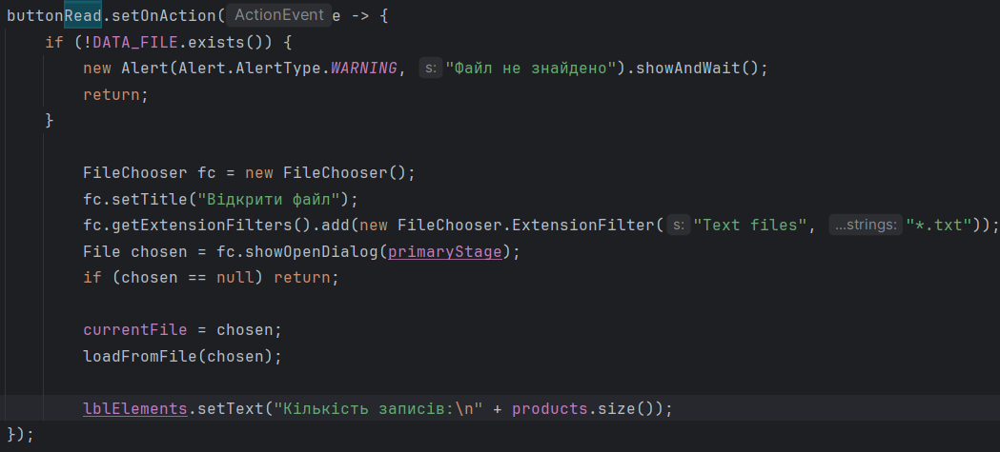 buttonRead.setOnAction( ActionEvent e -> {
if (!DATA_FILE.exists()) {
new Alert(Alert.AlertType.WARNING, s: "Файл не знайдено").showAndWait();
return;
}
FileChooser fc = new FileChooser();
fc.setTitle("Відкрити файл");
fc.getExtensionFilters().add(new FileChooser.ExtensionFilter( s: "Text files", ...strings: "*.txt"));
File chosen = fc.showOpenDialog(primaryStage);
if (chosen == null) return;
currentFile = chosen;
loadFromFile(chosen);
lblElements.setText("Кількість записів:\n" + products.size());
});